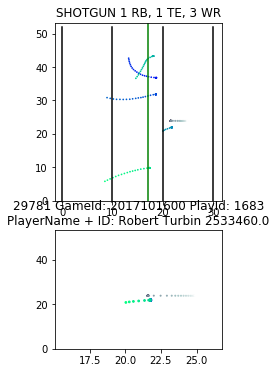 SHOTGUN 1 RB, 1 TE, 3 WR
50
40
30
20
10
0
0 10 20 30
29781 GameId: 2017101600 PlayId: 1683
PlayerName + ID: Robert Turbin 2533460.0
40
20
0
17.5 20.0 22.5 25.0